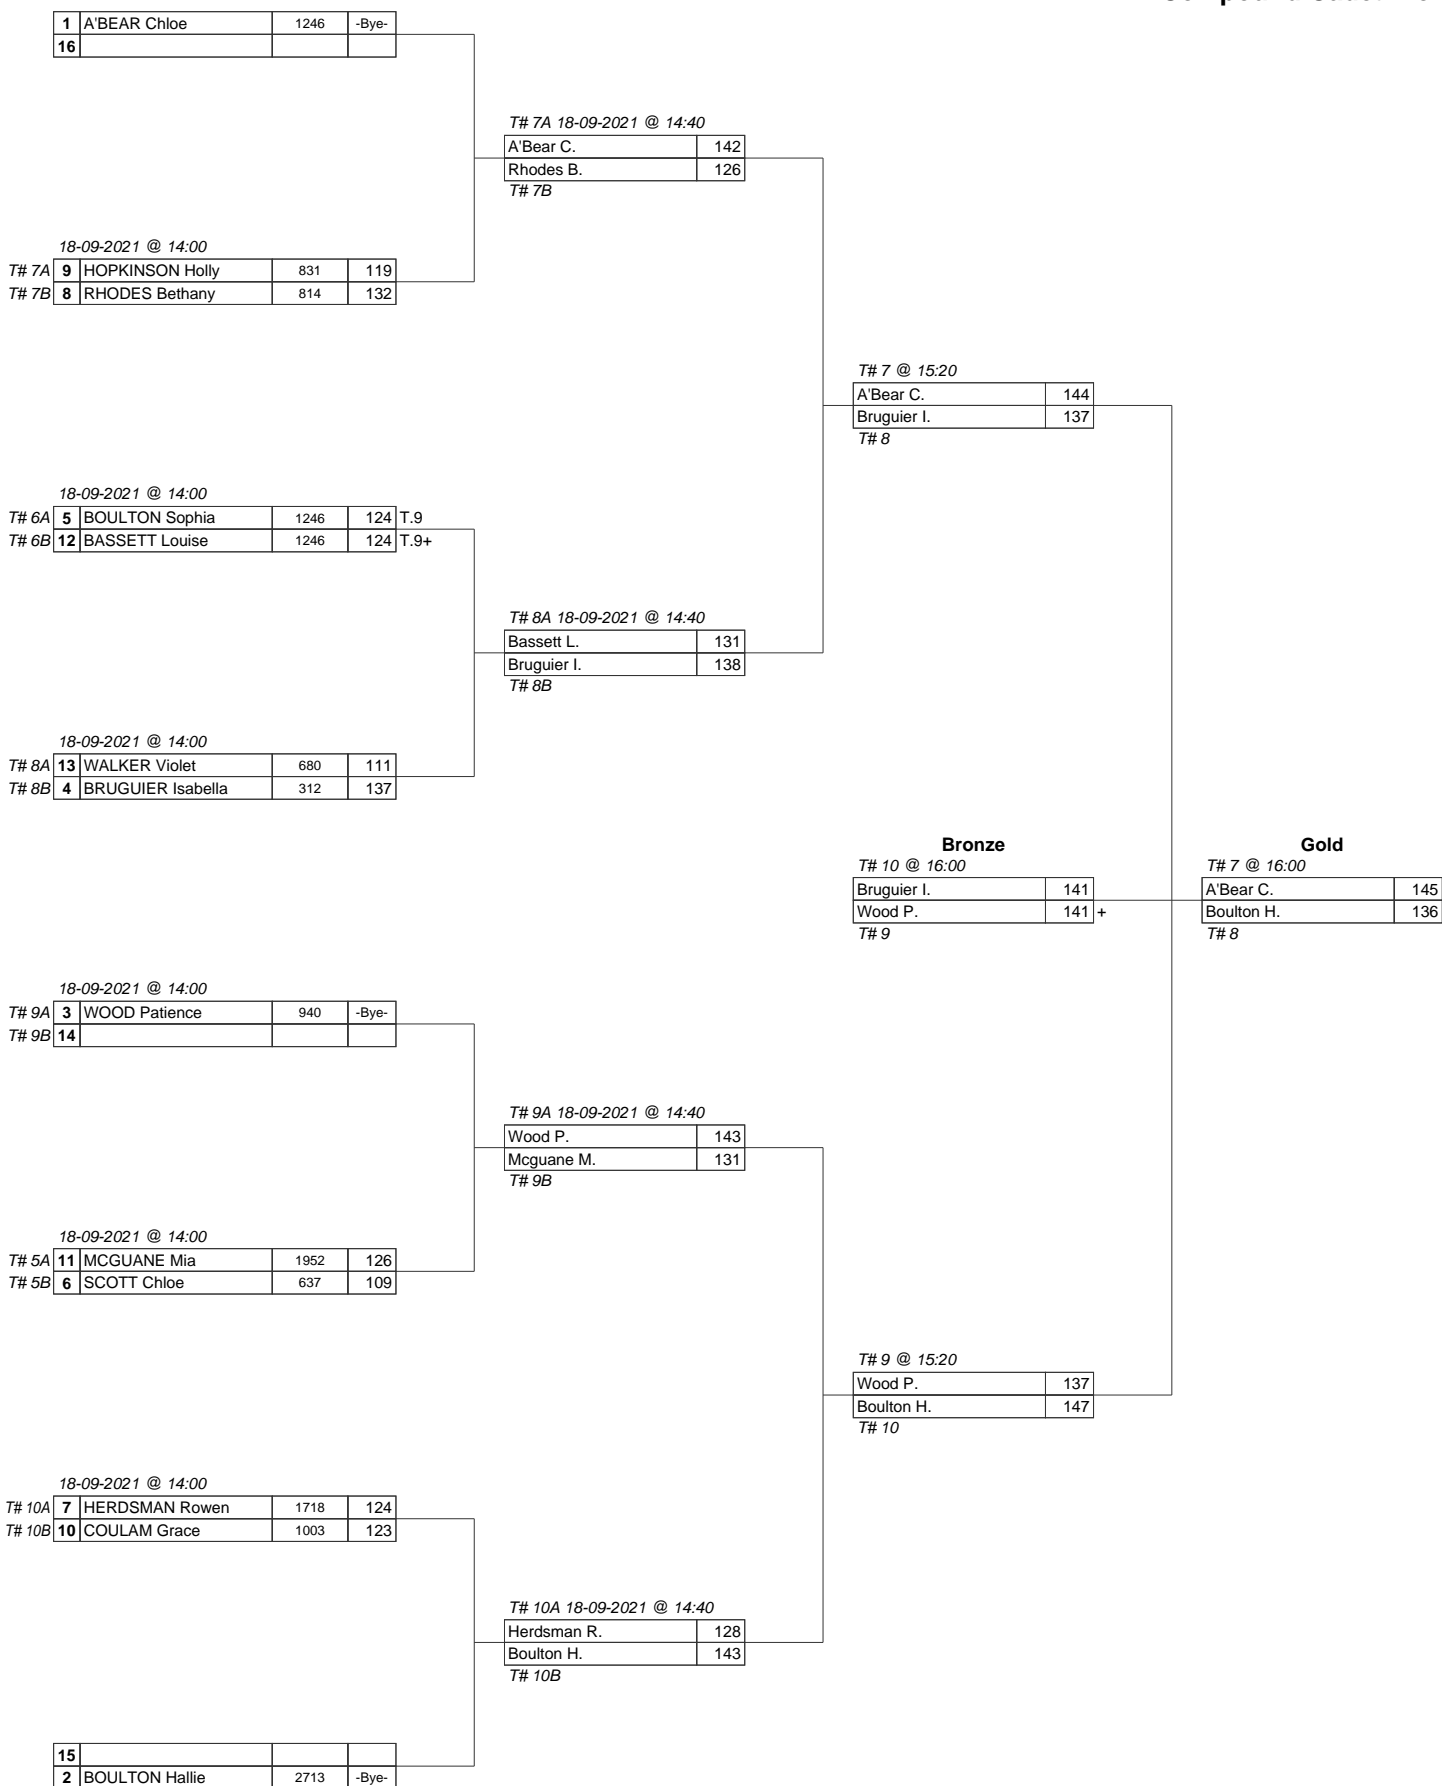 1 A'BEAR Chloe 1246 -Bye-
16
T# 7A 18-09-2021 @ 14:40
A'Bear C. 142
Rhodes B. 126
T# 7B
18-09-2021 @ 14:00
T# 7A 9 HOPKINSON Holly 831 119
T# 7B 8 RHODES Bethany 814 132
T# 7 @ 15:20
A'Bear C. 144
Bruguier I. 137
T# 8
18-09-2021 @ 14:00
T# 6A 5 BOULTON Sophia 1246 124 T.9
T# 6B 12 BASSETT Louise 1246 124 T.9+
T# 8A 18-09-2021 @ 14:40
Bassett L. 131
Bruguier I. 138
T# 8B
18-09-2021 @ 14:00
T# 8A 13 WALKER Violet 680 111
T# 8B 4 BRUGUIER Isabella 312 137
Bronze Gold
T# 10 @ 16:00 T# 7 @ 16:00
Bruguier I. 141 A'Bear C. 145
Wood P. 141 + Boulton H. 136
T# 9 T# 8
18-09-2021 @ 14:00
T# 9A 3 WOOD Patience 940 -Bye-
T# 9B 14
T# 9A 18-09-2021 @ 14:40
Wood P. 143
Mcguane M. 131
T# 9B
18-09-2021 @ 14:00
T# 5A 11 MCGUANE Mia 1952 126
T# 5B 6 SCOTT Chloe 637 109
T# 9 @ 15:20
Wood P. 137
Boulton H. 147
T# 10
18-09-2021 @ 14:00
T# 10A 7 HERDSMAN Rowen 1718 124
T# 10B 10 COULAM Grace 1003 123
T# 10A 18-09-2021 @ 14:40
Herdsman R. 128
Boulton H. 143
T# 10B
15
2 BOULTON Hallie 2713 -Bye-